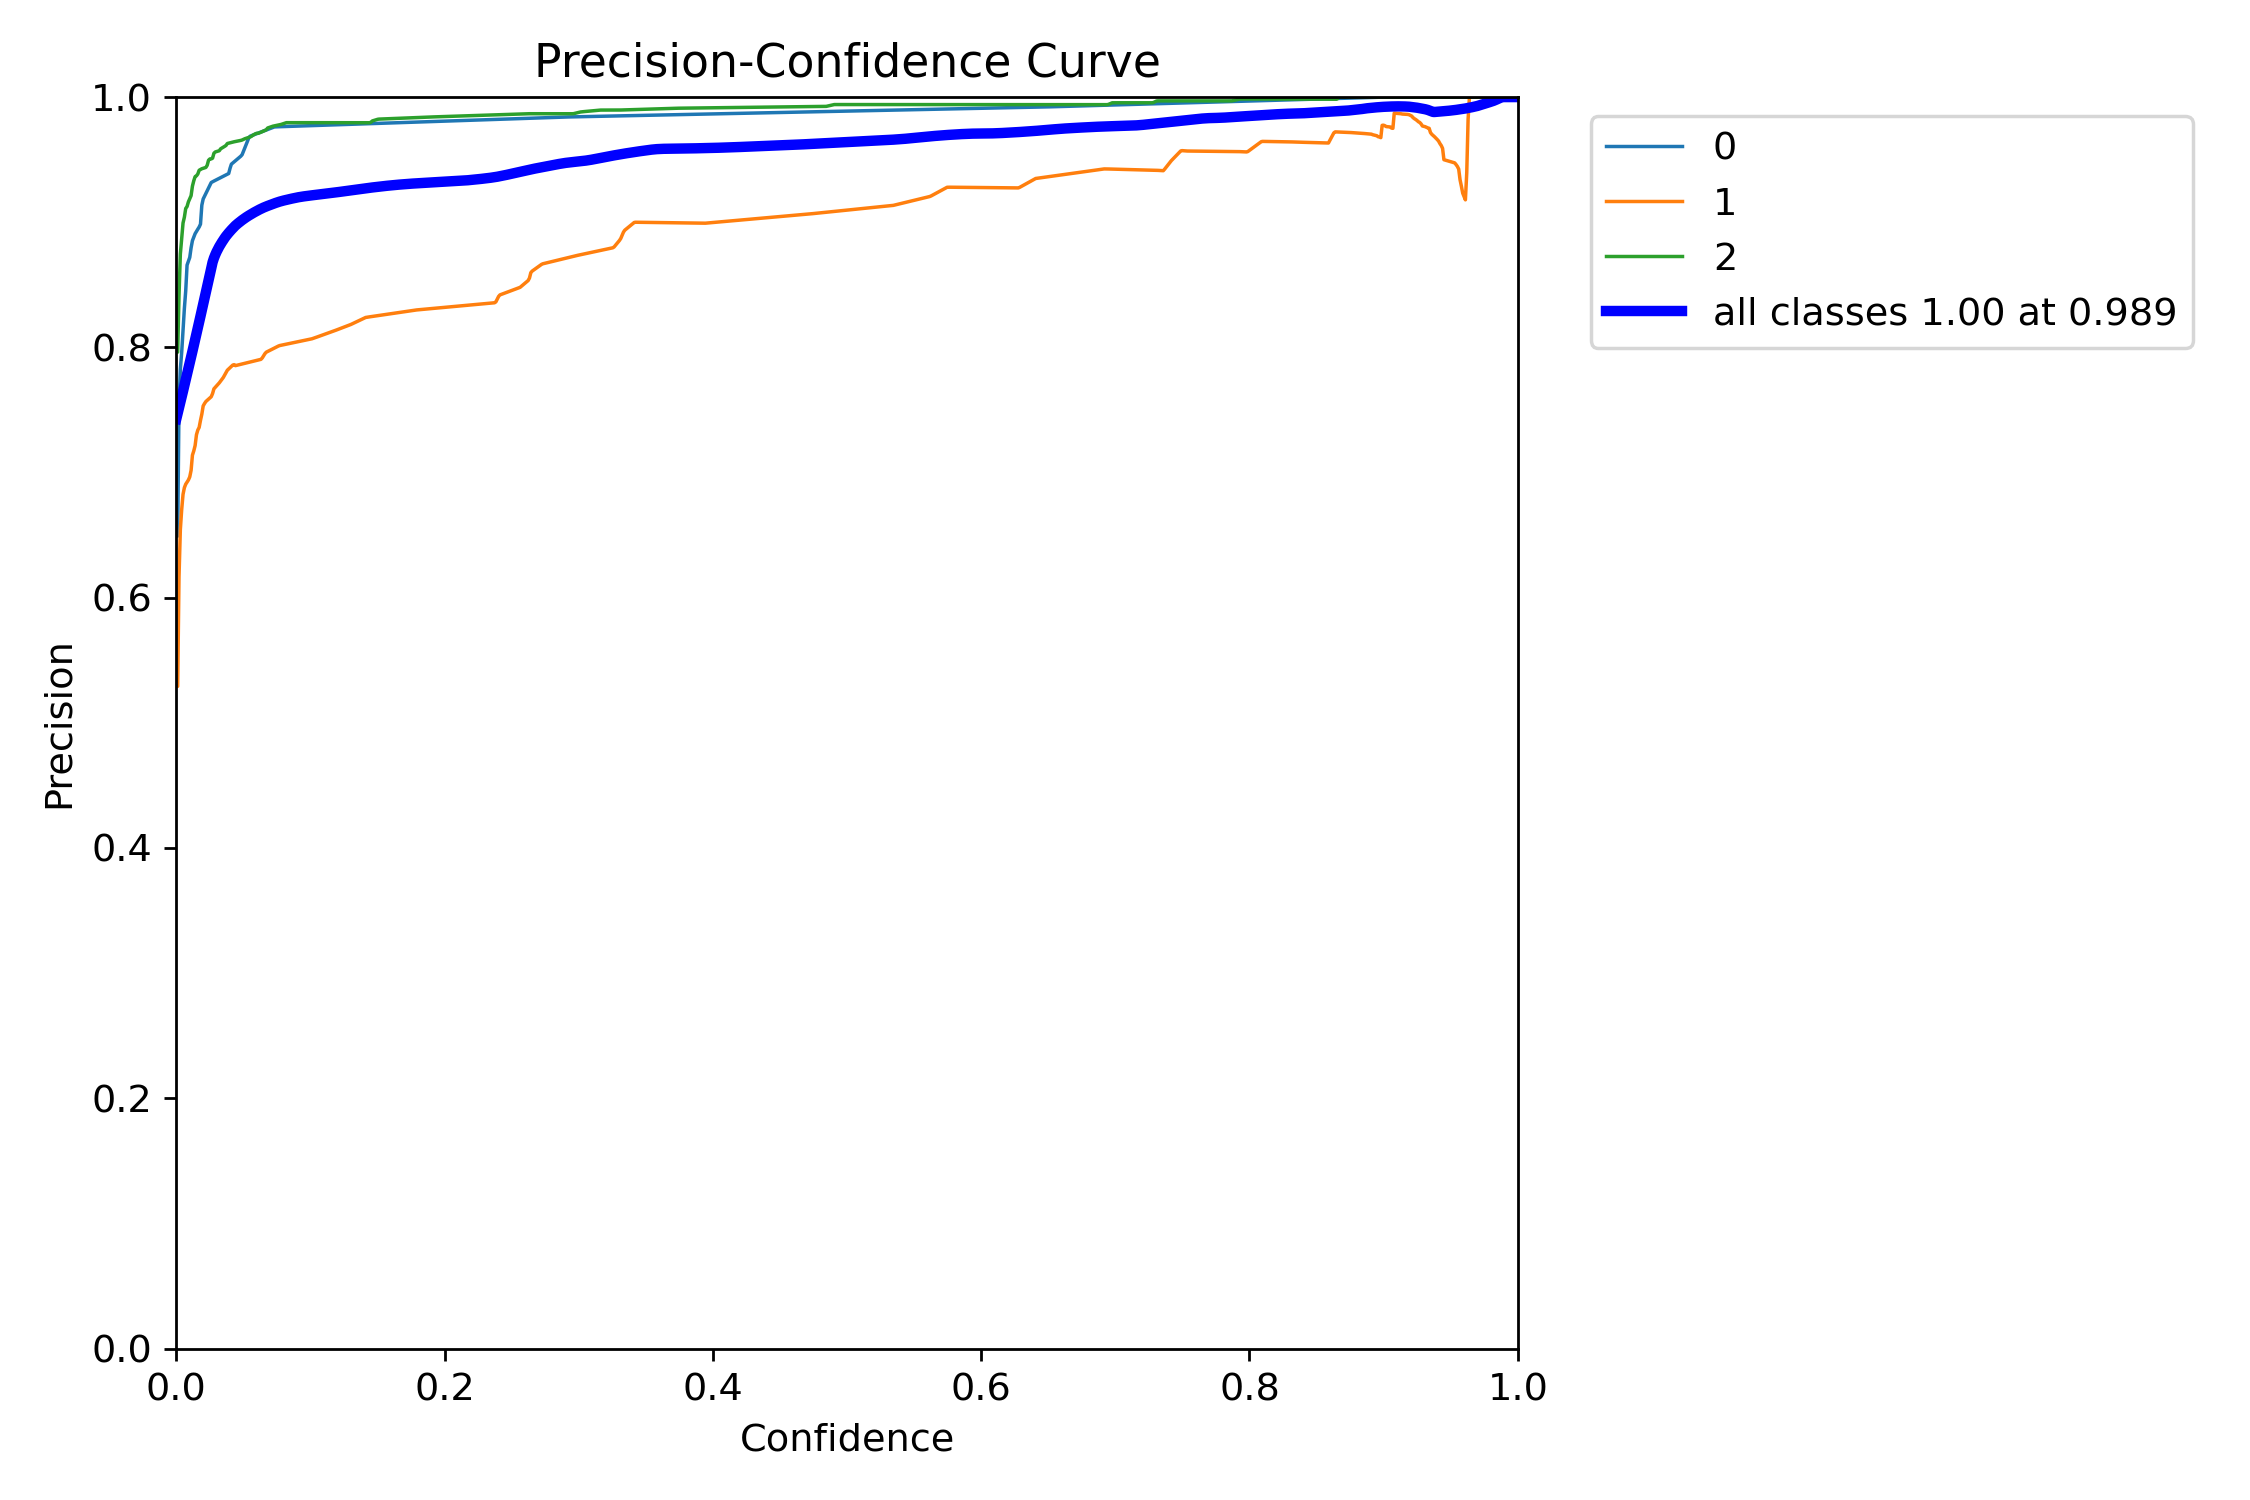 Precision-Confidence Curve
1.0
0.8
0.6
0.4
0.2
0.0
Precision
0.0 0.2 0.4 0.6 0.8 1.0
Confidence
0
1
2
all classes 1.00 at 0.989